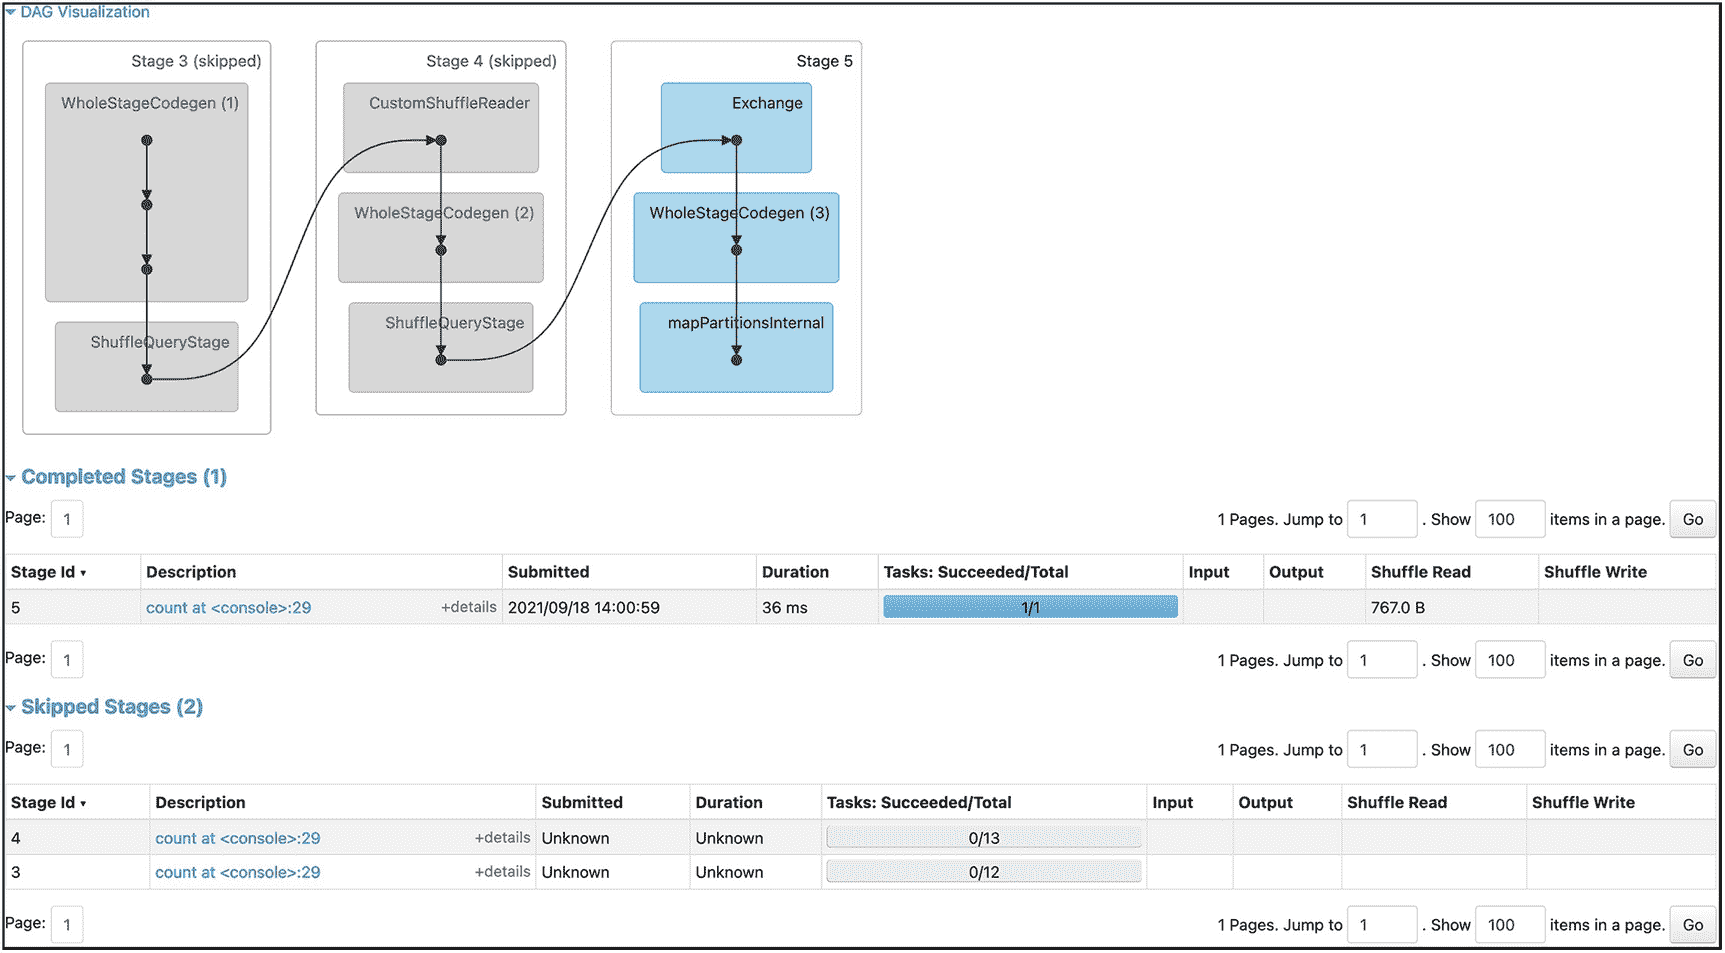 DAG Visualization
Stage 3 (skipped)
WholeStageCodegen (1)
ShuffleQueryStage
Stage 4 (skipped)
CustomShuffleReader
WholeStageCodegen (2)
ShuffleQueryStage
Stage 5
Exchange
WholeStageCodegen (3)
mapPartitionsInternal
Completed Stages (1)
Page: 1 1 Pages. Jump to 1 . Show 100 items in a page. Go
Stage Id ▾ Description Submitted Duration Tasks: Succeeded/Total Input Output Shuffle Read Shuffle Write
5 count at <console>:29 +details 2021/09/18 14:00:59 36 ms 1/1 767.0 B
Page: 1 1 Pages. Jump to 1 . Show 100 items in a page. Go
Skipped Stages (2)
Page: 1 1 Pages. Jump to 1 . Show 100 items in a page. Go
Stage Id ▾ Description Submitted Duration Tasks: Succeeded/Total Input Output Shuffle Read Shuffle Write
4 count at <console>:29 +details Unknown Unknown 0/13
3 count at <console>:29 +details Unknown Unknown 0/12
Page: 1 1 Pages. Jump to 1 . Show 100 items in a page. Go